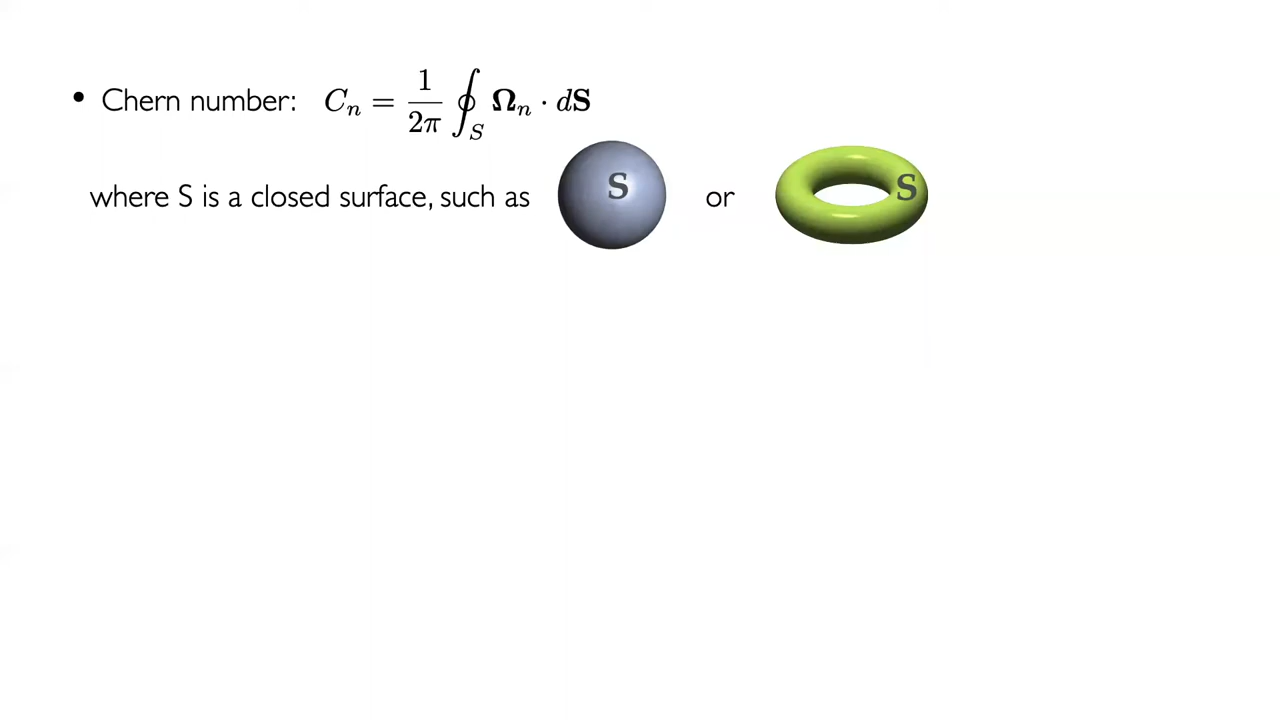 • Chern number: $C_n = \frac{1}{2\pi} \oint_S \mathbf{\Omega}_n \cdot d\mathbf{S}$
where S is a closed surface, such as S or S